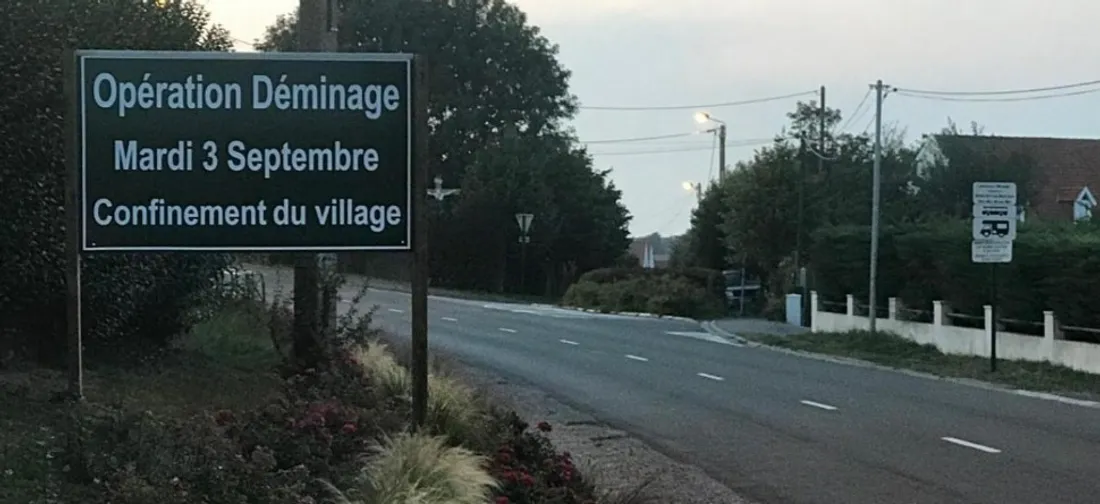 Opération Déminage
Mardi 3 Septembre
Confinement du village